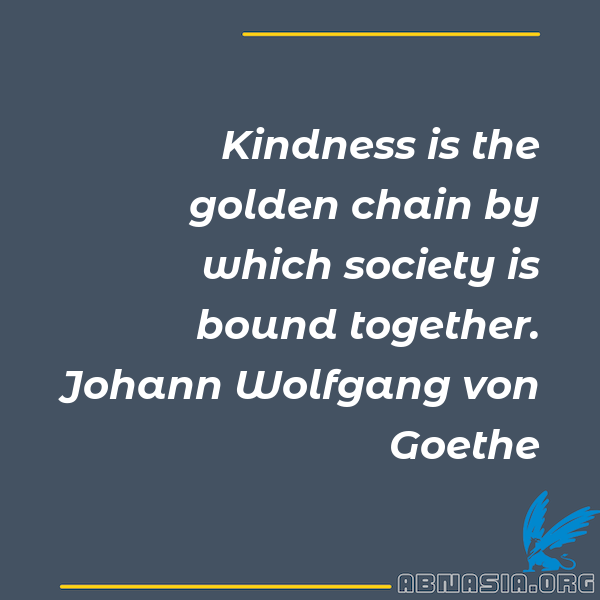 Kindness is the
golden chain by
which society is
bound together.
Johann Wolfgang von
Goethe
ABNASIA.ORG